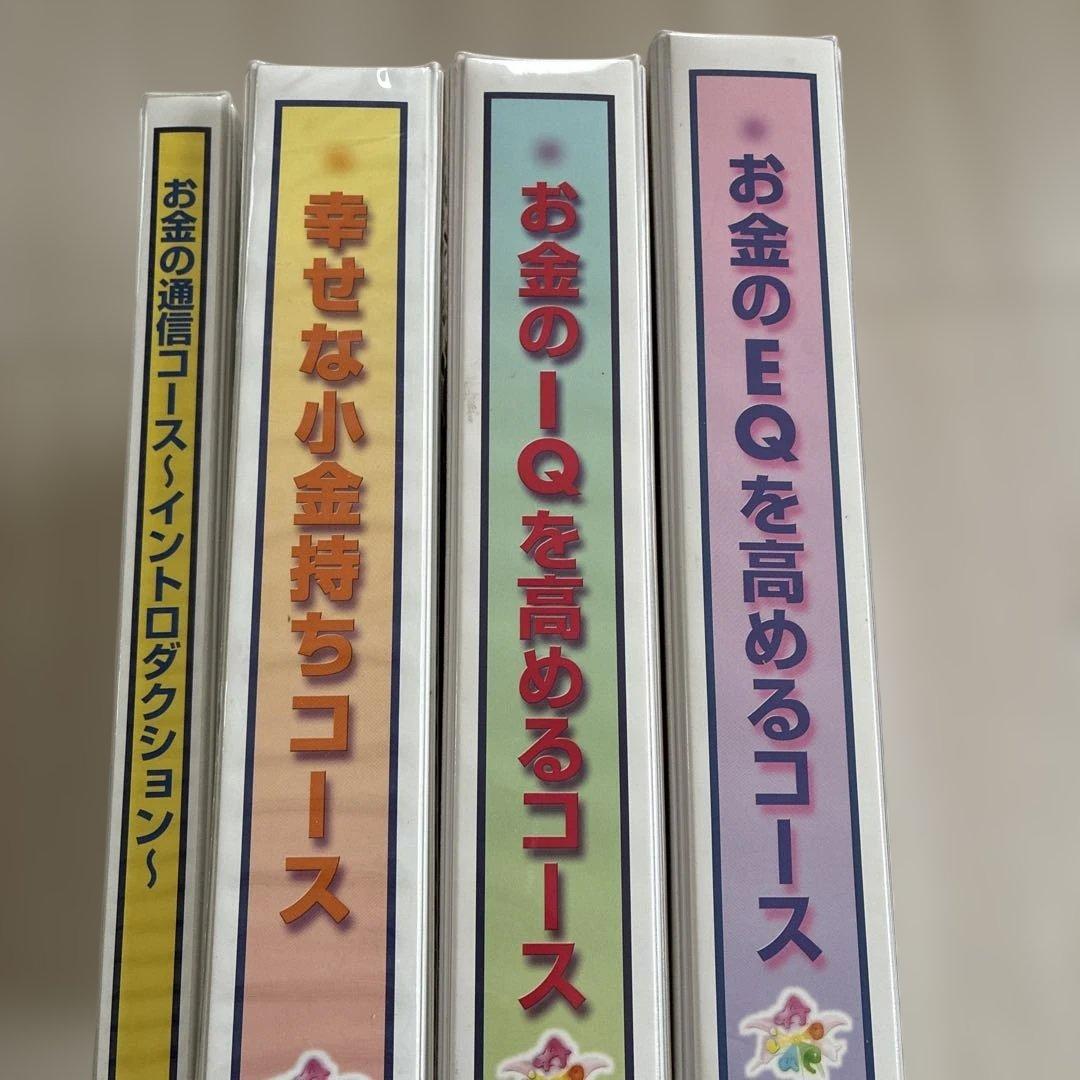 お金の通信コース～イントロダクション～
幸せな小金持ちコース
お金のIQを高めるコース
お金のEQを高めるコース